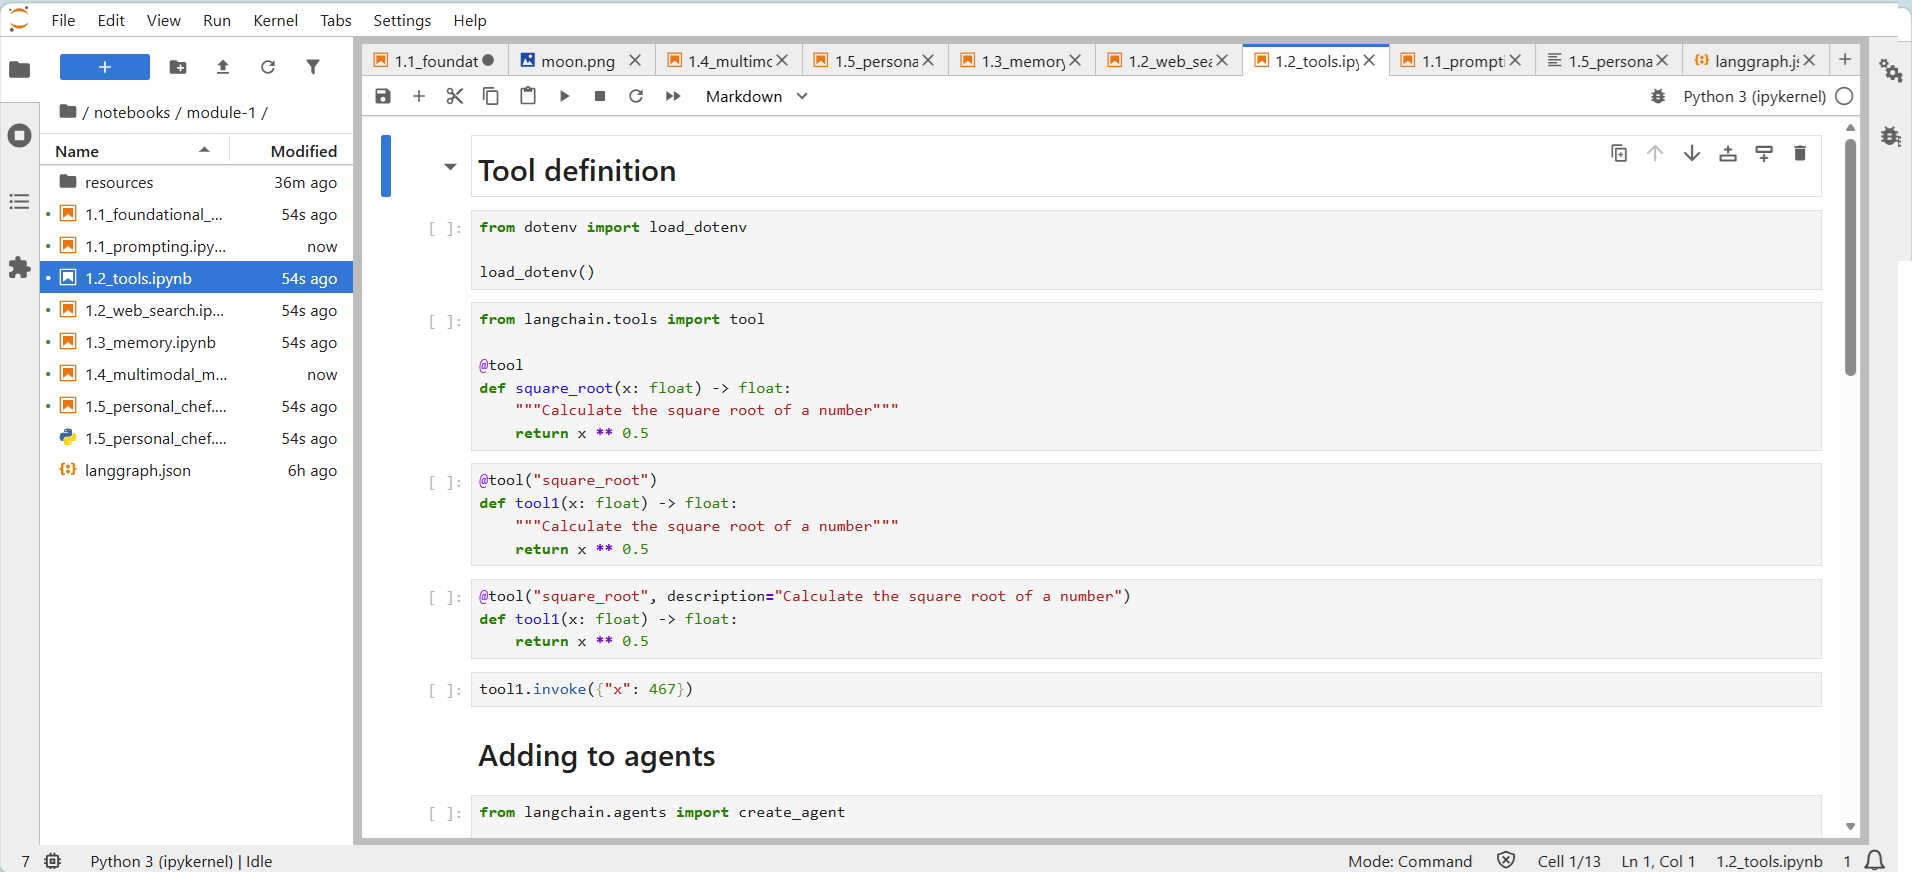 File Edit View Run Kernel Tabs Settings Help
+
/ notebooks / module-1 /
Name Modified
resources 36m ago
1.1_foundational_... 54s ago
1.1_prompting.ipy... now
1.2_tools.ipynb 54s ago
1.2_web_search.ip... 54s ago
1.3_memory.ipynb 54s ago
1.4_multimodal_m... now
1.5_personal_chef.... 54s ago
1.5_personal_chef.... 54s ago
langgraph.json 6h ago
1.1_foundat moon.png 1.4_multimo 1.5_persona 1.3_memory 1.2_web_sea 1.2_tools.ipy 1.1_prompti 1.5_persona langgraph.js +
Markdown Python 3 (ipykernel)
Tool definition
[ ]: from dotenv import load_dotenv
load_dotenv()
[ ]: from langchain.tools import tool
@tool
def square_root(x: float) -> float:
"""Calculate the square root of a number"""
return x ** 0.5
[ ]: @tool("square_root")
def tool1(x: float) -> float:
"""Calculate the square root of a number"""
return x ** 0.5
[ ]: @tool("square_root", description="Calculate the square root of a number")
def tool1(x: float) -> float:
return x ** 0.5
[ ]: tool1.invoke({"x": 467})
Adding to agents
[ ]: from langchain.agents import create_agent
7 Python 3 (ipykernel) | Idle Mode: Command Cell 1/13 Ln 1, Col 1 1.2_tools.ipynb 1